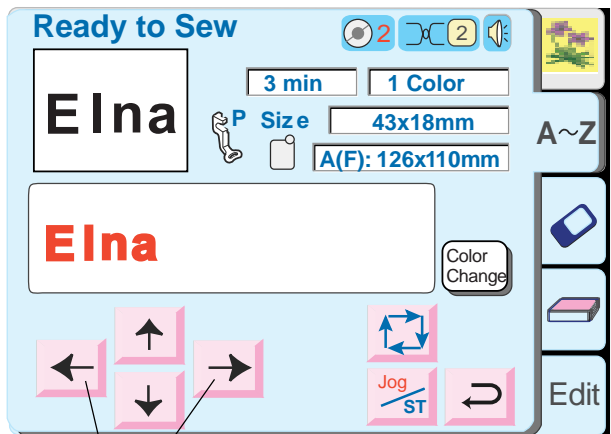 Ready to Sew
2
2
3 min
1 Color
Elna
P
Size
43x18mm
A~Z
A(F): 126x110mm
Elna
Color
Change
Jog
ST
Edit